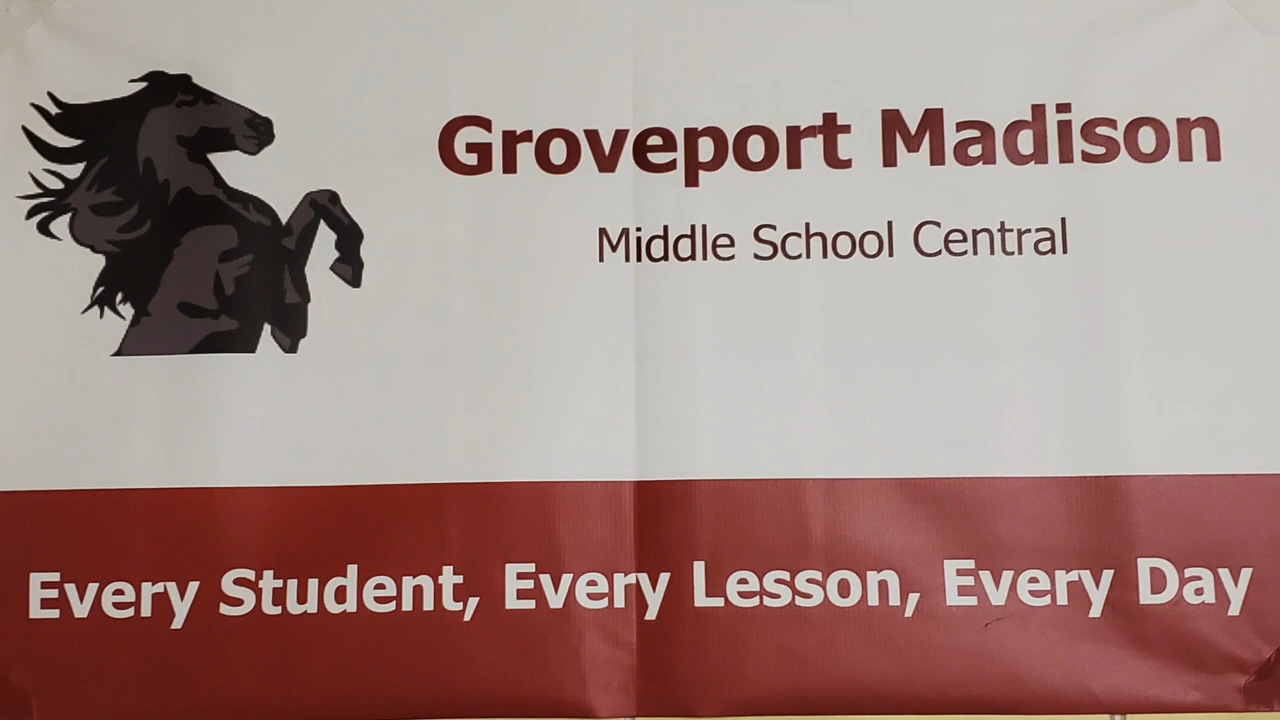 Groveport Madison
Middle School Central
Every Student, Every Lesson, Every Day